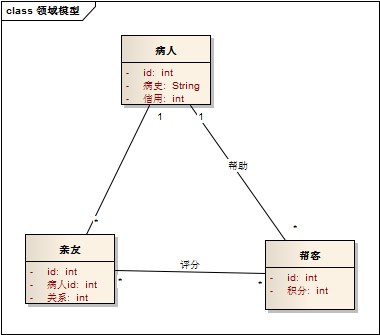 class 领域模型
病人
- id: int
- 病史: String
- 信用: int
1
1
帮助
*
*
亲友
- id: int
- 病人id: int
- 关系: int
评分
*
*
帮客
- id: int
- 积分: int